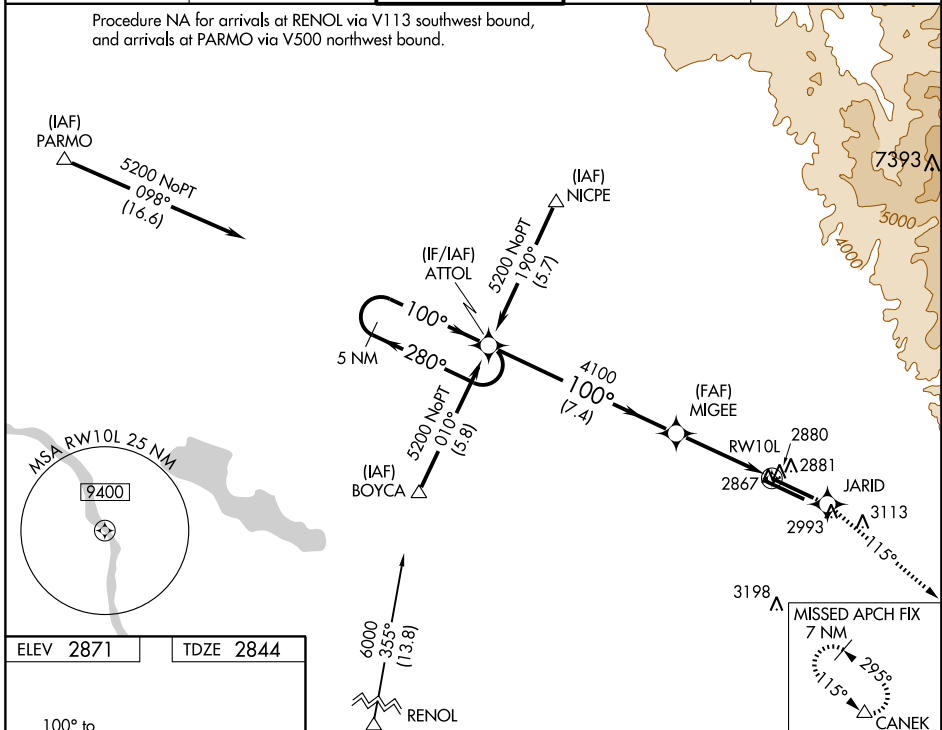 Procedure NA for arrivals at RENOL via V113 southwest bound,
and arrivals at PARMO via V500 northwest bound.
(IAF)
PARMO
5200 NoPT
098°
(16.6)
7393
5000
4000
(IAF)
NICPE
5200 NoPT
190°
(5.7)
(IF/IAF)
ATTOL
100°
280°
5 NM
4100
100°
(7.4)
(FAF)
MIGEE
5200 NoPT
010°
(5.8)
(IAF)
BOYCA
RW10L
2880
2881
2867
JARID
2993
3113
115°
3198
MSA RW10L 25 NM
9400
6000
355°
(13.8)
RENOL
MISSED APCH FIX
7 NM
295°
115°
CANEK
ELEV 2871
TDZE 2844
100° to